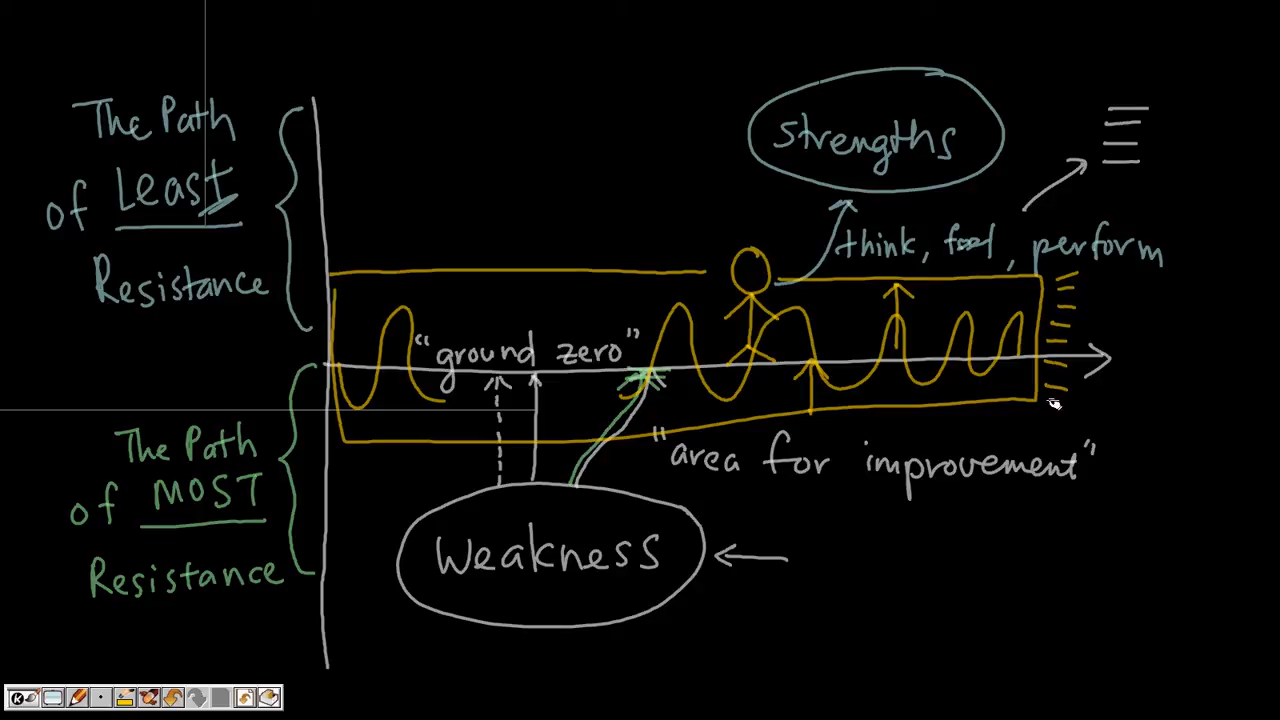 The Path
of Least
Resistance
strengths
think, feel, perform
"ground zero"
The Path
of MOST
Resistance
"area for improvement"
Weakness